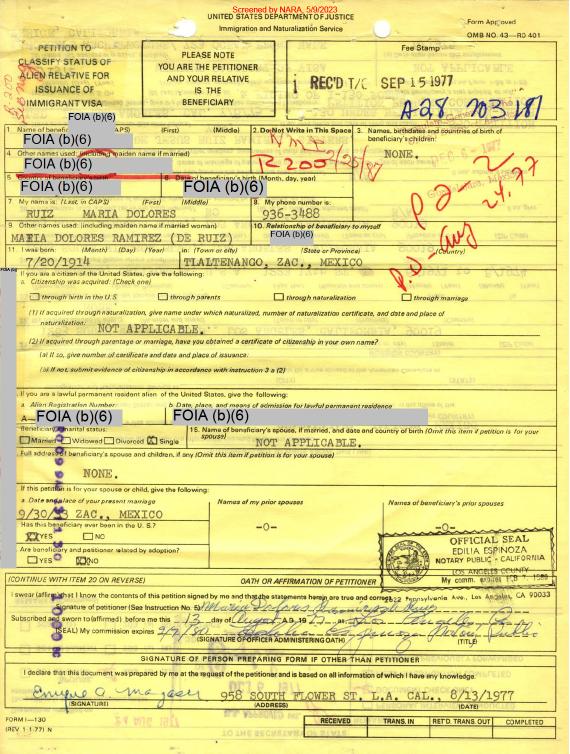 Screened by NARA, 5/9/2023
UNITED STATES DEPARTMENT OF JUSTICE
Immigration and Naturalization Service
Form Approved
OMB NO. 43—R0 401
PETITION TO
CLASSIFY STATUS OF
ALIEN RELATIVE FOR
ISSUANCE OF
IMMIGRANT VISA
PLEASE NOTE
YOU ARE THE PETITIONER
AND YOUR RELATIVE
IS THE
BENEFICIARY
Fee Stamp
REC'D T/C SEP 15 1977
A28 703 181
FOIA (b)(6)
1. Name of beneficiary (CAPS) (First) (Middle)
2. Do Not Write in This Space
3. Names, birthdates and countries of birth of beneficiary's children:
NONE.
R200
4. Other names used: (including maiden name if married)
FOIA (b)(6)
5. Country of beneficiary's birth
6. Date of beneficiary's birth (Month, day, year)
FOIA (b)(6) FOIA (b)(6)
7. My name is: (Last, in CAPS) (First) (Middle)
8. My phone number is:
RUIZ MARIA DOLORES
936-3488
9. Other names used: (including maiden name if married woman)
10. Relationship of beneficiary to myself
MARIA DOLORES RAMIREZ (DE RUIZ)
FOIA (b)(6)
11. I was born: (Month) (Day) (Year) in: (Town or city) (State or Province) (Country)
7/20/1914 TLALTENANGO, ZAC., MEXICO
If you are a citizen of the United States, give the following:
a. Citizenship was acquired: (Check one)
through birth in the U.S through parents through naturalization through marriage
(1) If acquired through naturalization, give name under which naturalized, number of naturalization certificate, and date and place of
naturalization:
NOT APPLICABLE.
(2) If acquired through parentage or marriage, have you obtained a certificate of citizenship in your own name?
(a) If so, give number of certificate and date and place of issuance:
(b) If not, submit evidence of citizenship in accordance with instruction 3 a (2)
If you are a lawful permanent resident alien of the United States, give the following:
a. Alien Registration Number: b. Date, place, and means of admission for lawful permanent residence
A— FOIA (b)(6) FOIA (b)(6)
Beneficiary's marital status:
Married Widowed Divorced Single
15. Name of beneficiary's spouse, if married, and date and country of birth (Omit this item if petition is for your spouse)
NOT APPLICABLE.
Full address of beneficiary's spouse and children, if any (Omit this item if petition is for your spouse)
NONE.
If this petition is for your spouse or child, give the following:
a. Date and place of your present marriage
Names of my prior spouses
Names of beneficiary's prior spouses
9/30/ 3 ZAC., MEXICO
-0- -0-
Has this beneficiary ever been in the U. S.?
YES NO
Are beneficiary and petitioner related by adoption?
YES NO
OFFICIAL SEAL
EDILIA ESPINOZA
NOTARY PUBLIC - CALIFORNIA
LOS ANGELES COUNTY
My comm. expires
Pennsylvania Ave., Los Angeles, CA 90033
(CONTINUE WITH ITEM 20 ON REVERSE) OATH OR AFFIRMATION OF PETITIONER
I swear (affirm) that I know the contents of this petition signed by me and that the statements herein are true and correct.
Signature of petitioner (See Instruction No. 5)
Subscribed and sworn to (affirmed) before me this 13 day of August A.D. 19 77 at Los Angeles
(SEAL) My commission expires
(SIGNATURE OF OFFICER ADMINISTERING OATH) (TITLE)
SIGNATURE OF PERSON PREPARING FORM IF OTHER THAN PETITIONER
I declare that this document was prepared by me at the request of the petitioner and is based on all information of which I have any knowledge.
958 SOUTH FLOWER ST. L.A. CAL., 8/13/1977
(SIGNATURE) (ADDRESS) (DATE)
FORM I—130
(REV. 1-1-77) N
RECEIVED TRANS. IN RET'D. TRANS. OUT COMPLETED